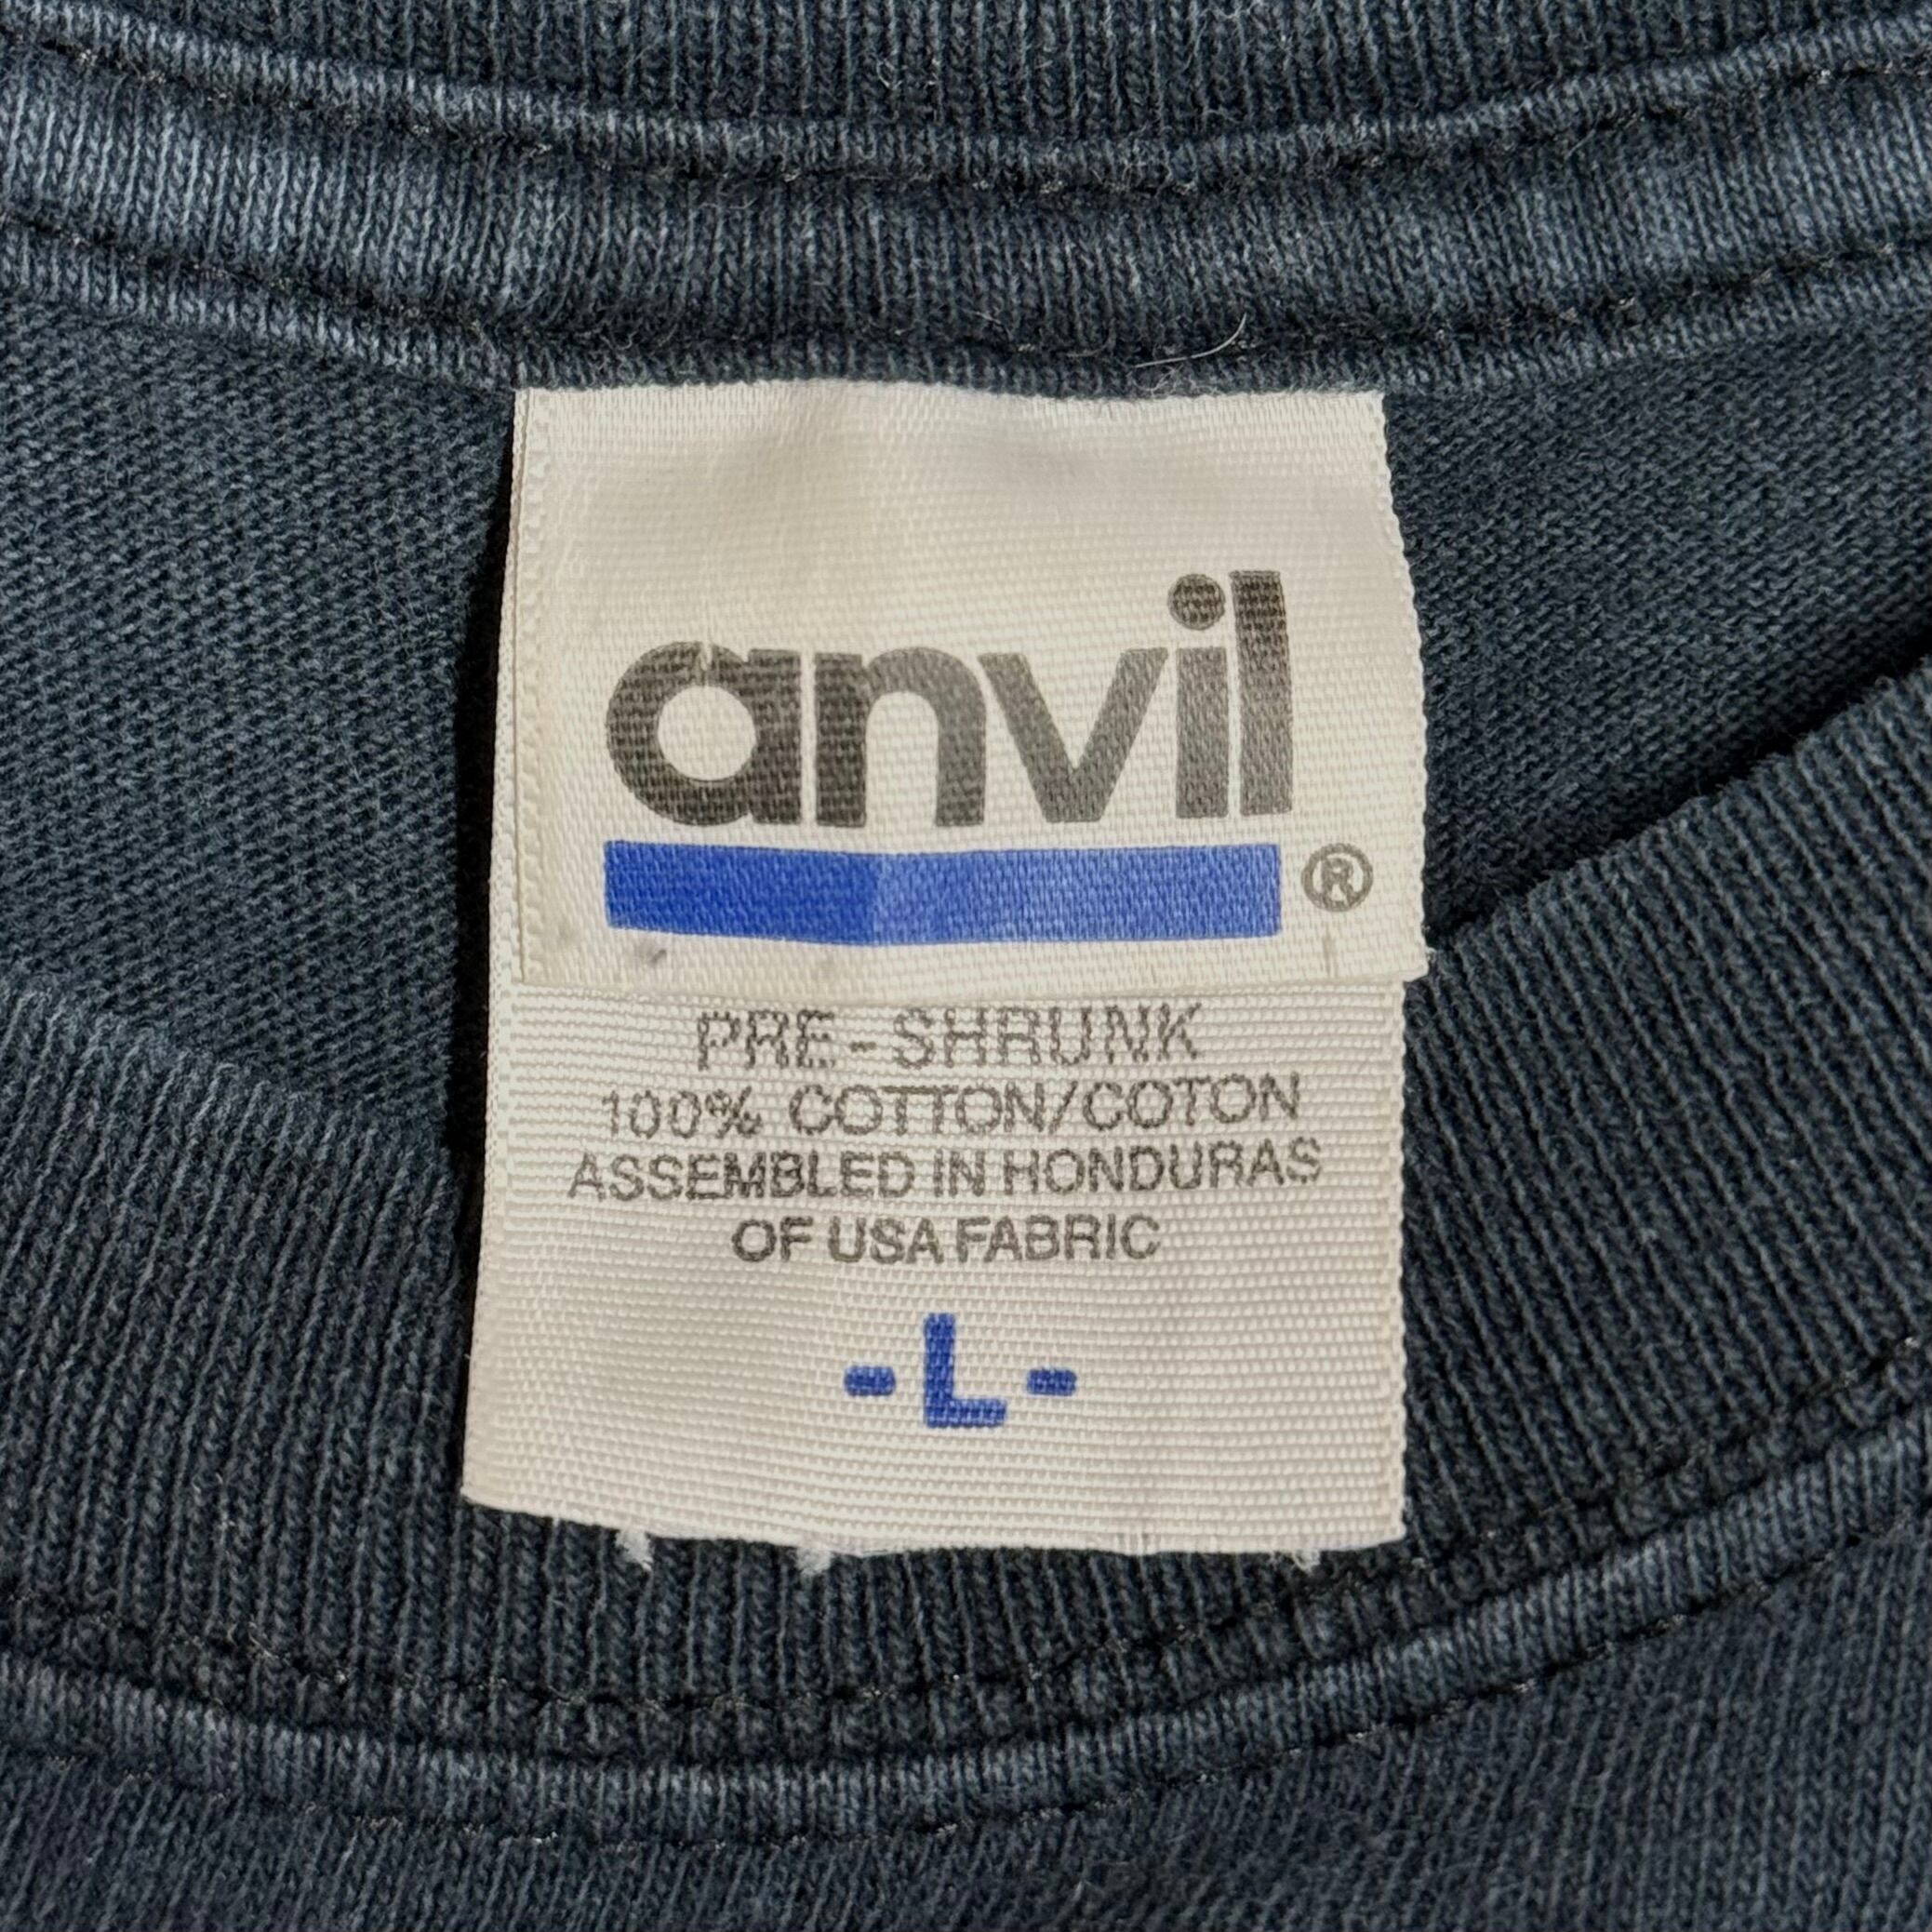 anvil
®
PRE-SHRUNK
100% COTTON/COTON
ASSEMBLED IN HONDURAS
OF USA FABRIC
-L-